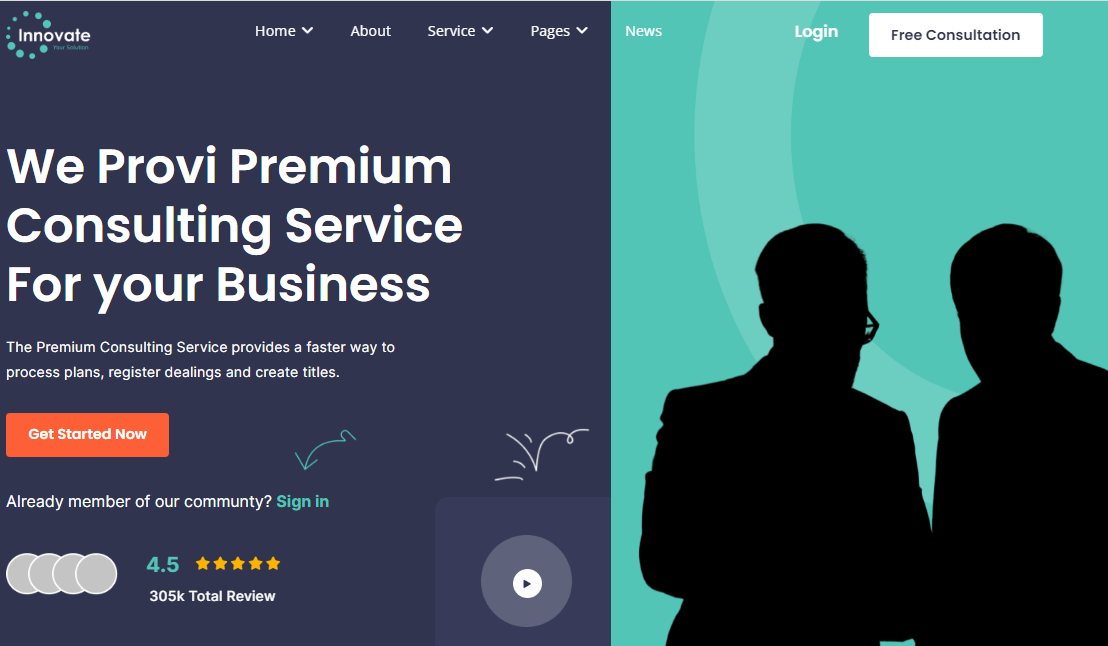 Innovate
Your Solution
Home
About
Service
Pages
News
Login
Free Consultation
We Provi Premium
Consulting Service
For your Business
The Premium Consulting Service provides a faster way to
process plans, register dealings and create titles.
Get Started Now
Already member of our communty? Sign in
4.5
305k Total Review